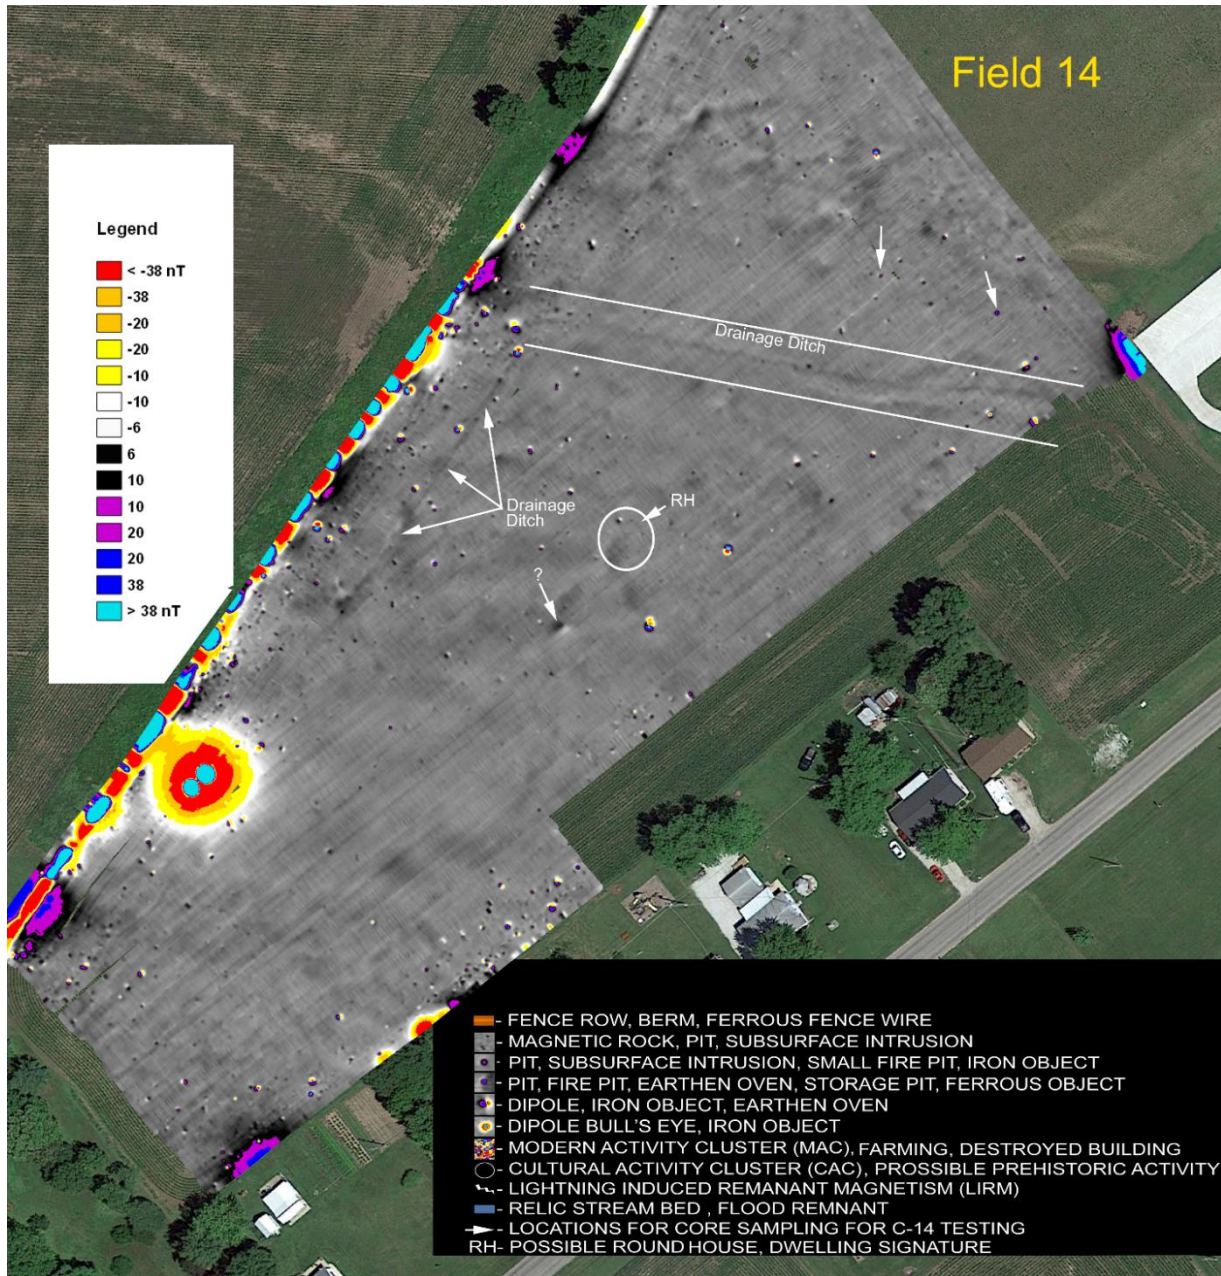 Field 14
Legend
< -38 nT
-38
-20
-20
-10
-10
-6
6
10
10
20
20
38
> 38 nT
Drainage Ditch
Drainage
Ditch
RH
?
- FENCE ROW, BERM, FERROUS FENCE WIRE
- MAGNETIC ROCK, PIT, SUBSURFACE INTRUSION
- PIT, SUBSURFACE INTRUSION, SMALL FIRE PIT, IRON OBJECT
- PIT, FIRE PIT, EARTHEN OVEN, STORAGE PIT, FERROUS OBJECT
- DIPOLE, IRON OBJECT, EARTHEN OVEN
- DIPOLE BULL'S EYE, IRON OBJECT
- MODERN ACTIVITY CLUSTER (MAC), FARMING, DESTROYED BUILDING
- CULTURAL ACTIVITY CLUSTER (CAC), PROSSIBLE PREHISTORIC ACTIVITY
- LIGHTNING INDUCED REMANANT MAGNETISM (LIRM)
- RELIC STREAM BED , FLOOD REMNANT
- LOCATIONS FOR CORE SAMPLING FOR C-14 TESTING
RH- POSSIBLE ROUND HOUSE, DWELLING SIGNATURE